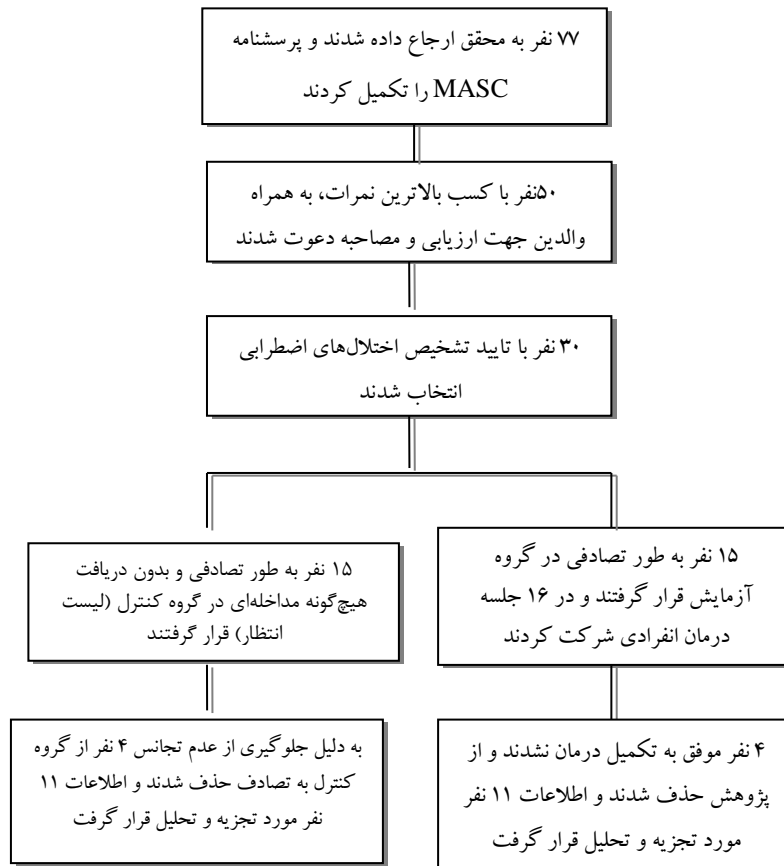 ۷۷ نفر به محقق ارجاع داده شدند و پرسشنامه
MASC را تکمیل کردند
۵۰نفر با کسب بالاترین نمرات، به همراه
والدین جهت ارزیابی و مصاحبه دعوت شدند
۳۰ نفر با تایید تشخیص اختلال‌های اضطرابی
انتخاب شدند
۱۵ نفر به طور تصادفی در گروه
آزمایش قرار گرفتند و در ۱۶ جلسه
درمان انفرادی شرکت کردند
۱۵ نفر به طور تصادفی و بدون دریافت
هیچ‌گونه مداخله‌ای در گروه کنترل (لیست
انتظار) قرار گرفتند
۴ نفر موفق به تکمیل درمان نشدند و از
پژوهش حذف شدند و اطلاعات ۱۱ نفر
مورد تجزیه و تحلیل قرار گرفت
به دلیل جلوگیری از عدم تجانس ۴ نفر از گروه
کنترل به تصادف حذف شدند و اطلاعات ۱۱
نفر مورد تجزیه و تحلیل قرار گرفت